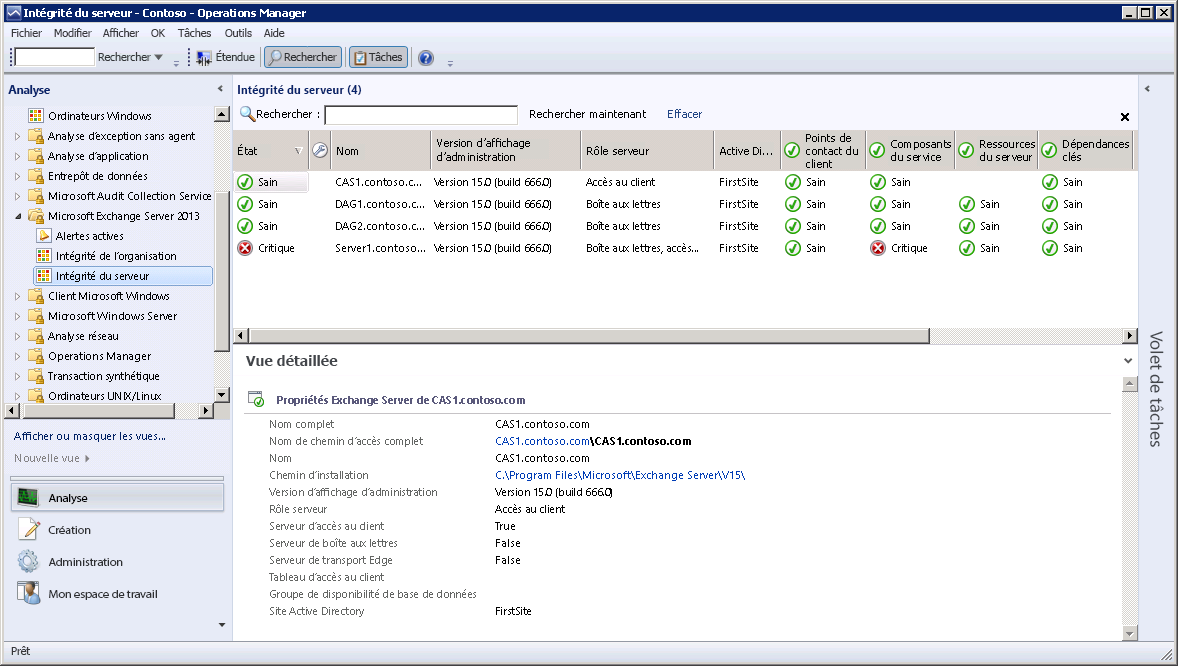 Intégrité du serveur - Contoso - Operations Manager
Fichier Modifier Afficher OK Tâches Outils Aide
Rechercher Étendue Rechercher Tâches
Analyse
Ordinateurs Windows
Analyse d'exception sans agent
Analyse d'application
Entrepôt de données
Microsoft Audit Collection Service
Microsoft Exchange Server 2013
Alertes actives
Intégrité de l'organisation
Intégrité du serveur
Client Microsoft Windows
Microsoft Windows Server
Analyse réseau
Operations Manager
Transaction synthétique
Ordinateurs UNIX/Linux
Afficher ou masquer les vues...
Nouvelle vue
Analyse
Création
Administration
Mon espace de travail
Intégrité du serveur (4)
Rechercher : Rechercher maintenant Effacer
État Nom Version d'affichage d'administration Rôle serveur Active Di... Points de contact du client Composants du service Ressources du serveur Dépendances clés
Sain CAS1.contoso.c... Version 15.0 (build 666.0) Accès au client FirstSite Sain Sain Sain
Sain DAG1.contoso.c... Version 15.0 (build 666.0) Boîte aux lettres FirstSite Sain Sain Sain Sain
Sain DAG2.contoso.c... Version 15.0 (build 666.0) Boîte aux lettres FirstSite Sain Sain Sain Sain
Critique Server1.contoso... Version 15.0 (build 666.0) Boîte aux lettres, accès... FirstSite Sain Critique Sain Sain
Vue détaillée
Propriétés Exchange Server de CAS1.contoso.com
Nom complet CAS1.contoso.com
Nom de chemin d'accès complet CAS1.contoso.com\CAS1.contoso.com
Nom CAS1.contoso.com
Chemin d'installation C:\Program Files\Microsoft\Exchange Server\V15\
Version d'affichage d'administration Version 15.0 (build 666.0)
Rôle serveur Accès au client
Serveur d'accès au client True
Serveur de boîte aux lettres False
Serveur de transport Edge False
Tableau d'accès au client
Groupe de disponibilité de base de données
Site Active Directory FirstSite
Volet de tâches
Prêt